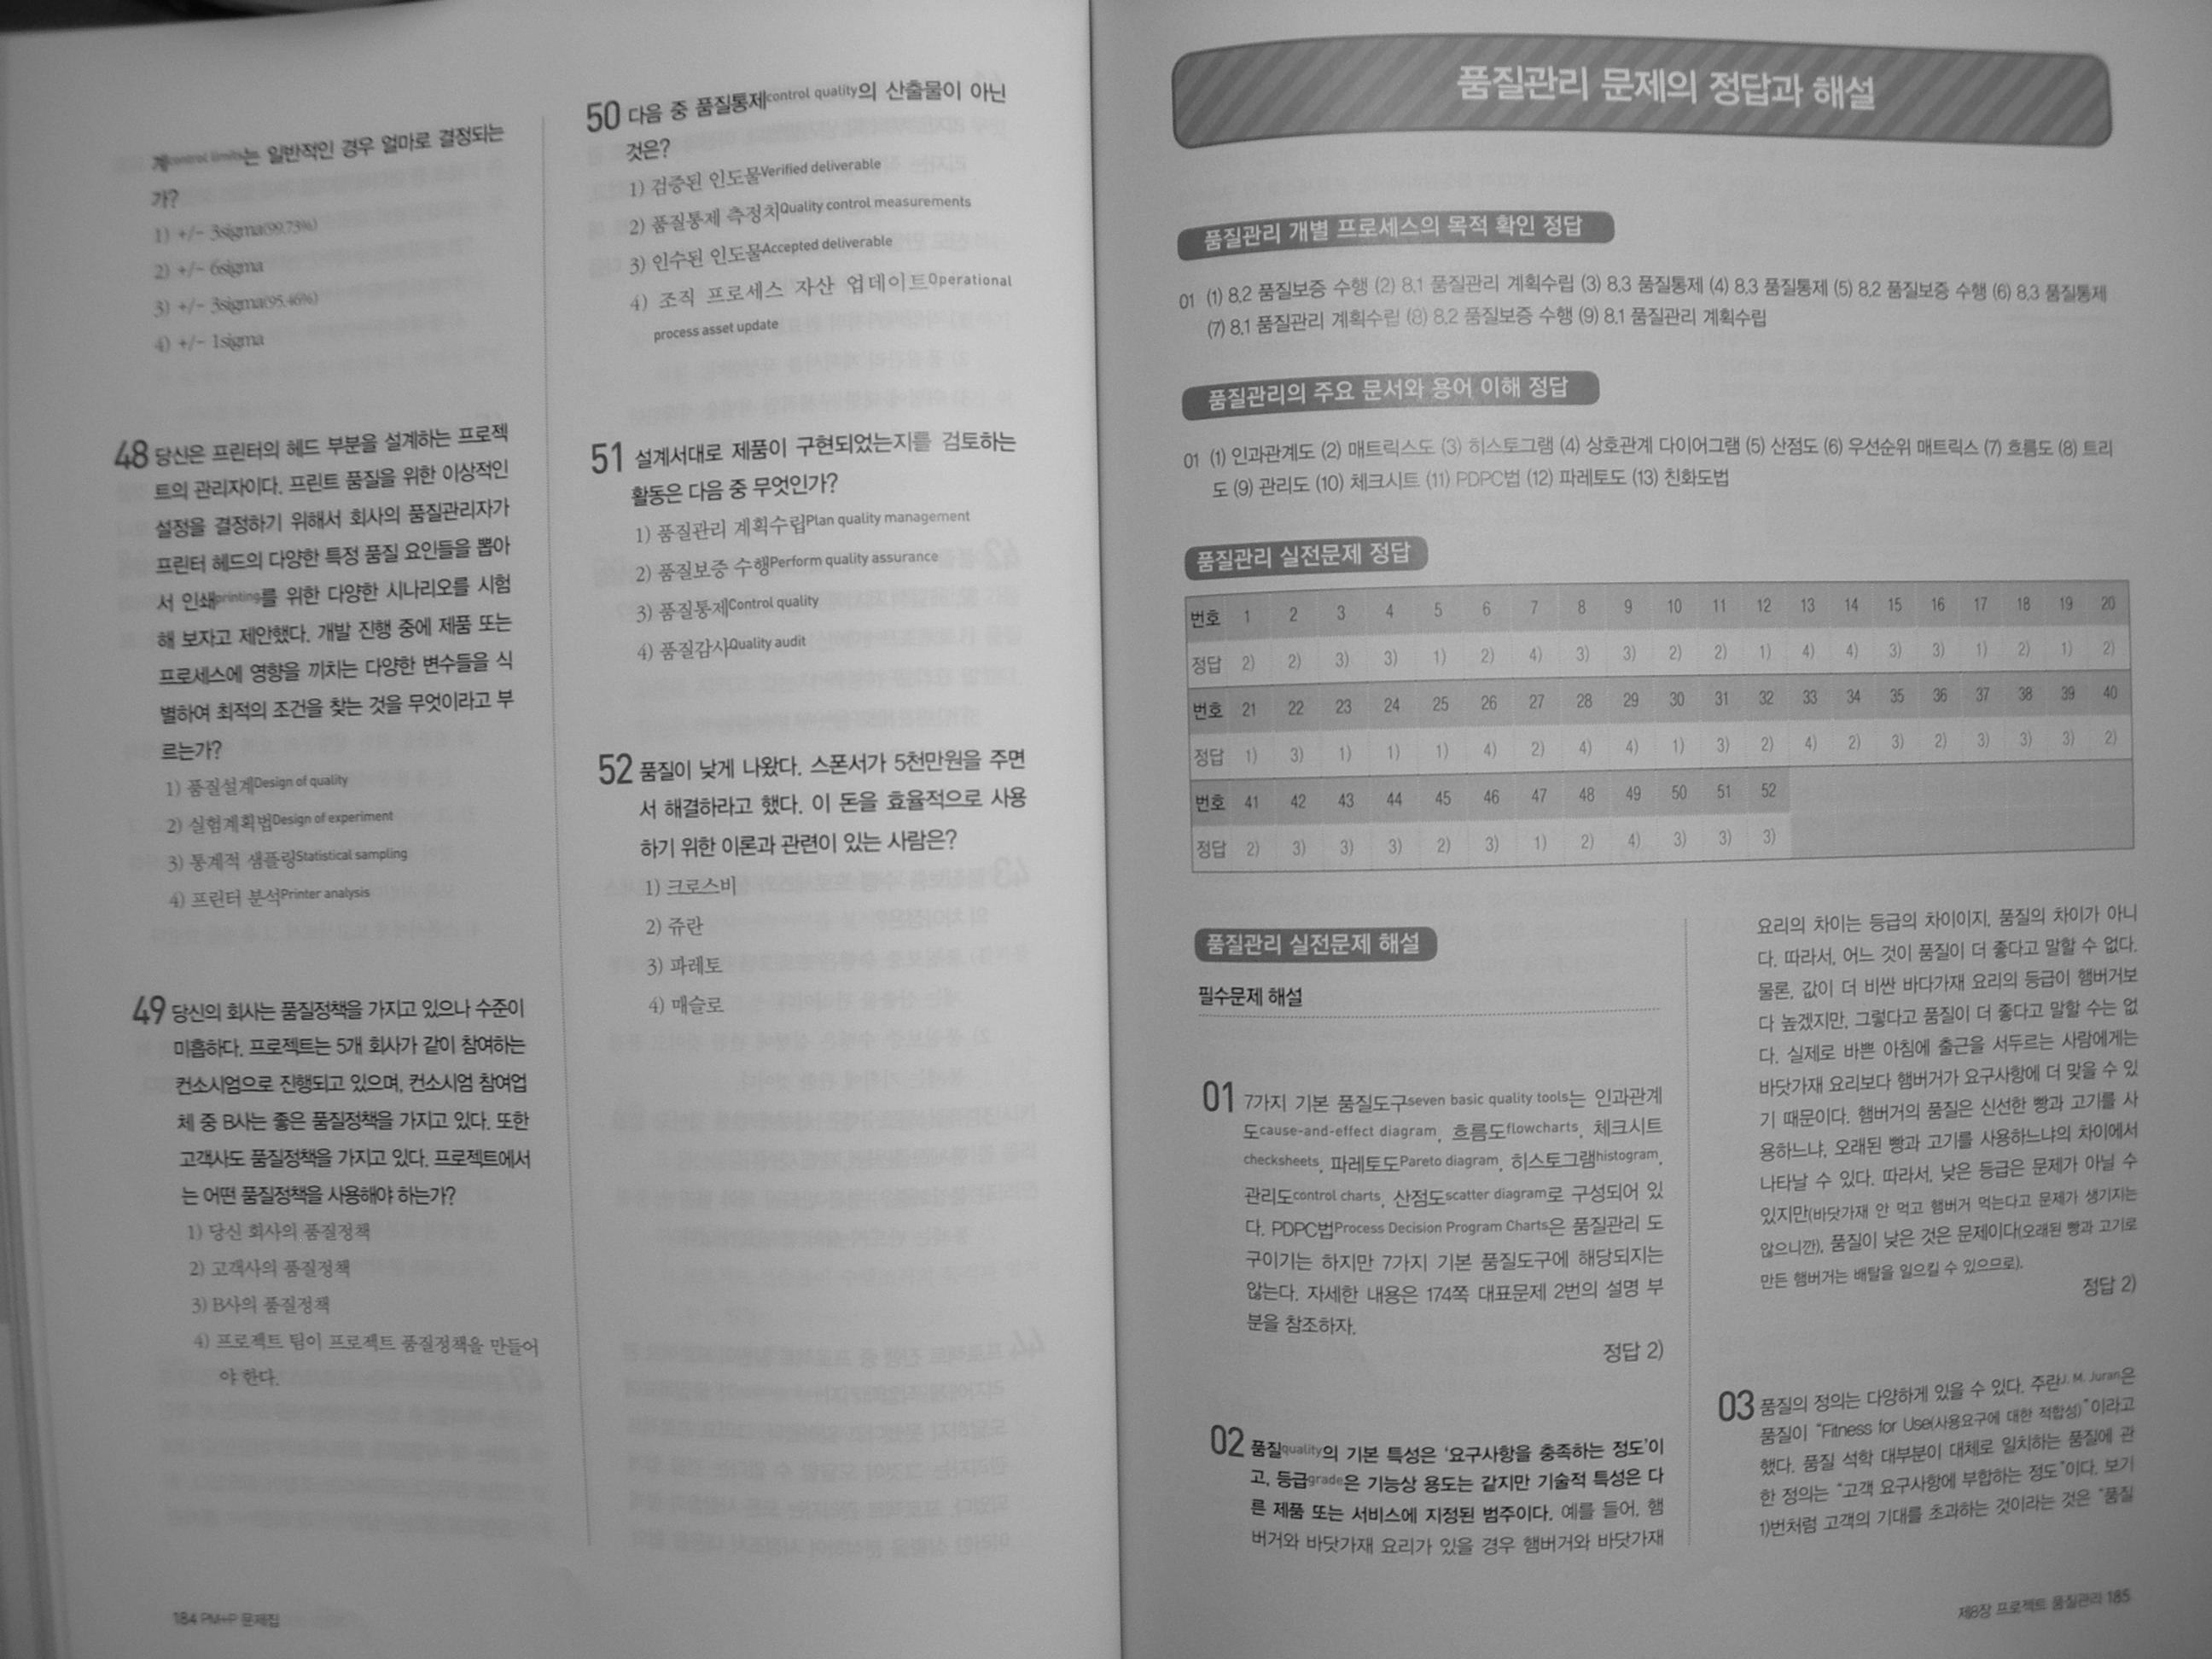 계control limits는 일반적인 경우 얼마로 결정되는
가?
1) +/- 3sigma(99.73%)
2) +/- 6sigma
3) +/- 3sigma(95.46%)
4) +/- 1sigma
48 당신은 프린터의 헤드 부분을 설계하는 프로젝
트의 관리자이다. 프린트 품질을 위한 이상적인
설정을 결정하기 위해서 회사의 품질관리자가
프린터 헤드의 다양한 특정 품질 요인들을 뽑아
서 인쇄printing를 위한 다양한 시나리오를 시험
해 보자고 제안했다. 개발 진행 중에 제품 또는
프로세스에 영향을 끼치는 다양한 변수들을 식
별하여 최적의 조건을 찾는 것을 무엇이라고 부
르는가?
1) 품질설계Design of quality
2) 실험계획법Design of experiment
3) 통계적 샘플링Statistical sampling
4) 프린터 분석Printer analysis
49 당신의 회사는 품질정책을 가지고 있으나 수준이
미흡하다. 프로젝트는 5개 회사가 같이 참여하는
컨소시엄으로 진행되고 있으며, 컨소시엄 참여업
체 중 B사는 좋은 품질정책을 가지고 있다. 또한
고객사도 품질정책을 가지고 있다. 프로젝트에서
는 어떤 품질정책을 사용해야 하는가?
1) 당신 회사의 품질정책
2) 고객사의 품질정책
3) B사의 품질정책
4) 프로젝트 팀이 프로젝트 품질정책을 만들어
야 한다.
184 PM+P 문제집
50 다음 중 품질통제control quality의 산출물이 아닌
것은?
1) 검증된 인도물Verified deliverable
2) 품질통제 측정치Quality control measurements
3) 인수된 인도물Accepted deliverable
4) 조직 프로세스 자산 업데이트Operational
process asset update
51 설계서대로 제품이 구현되었는지를 검토하는
활동은 다음 중 무엇인가?
1) 품질관리 계획수립Plan quality management
2) 품질보증 수행Perform quality assurance
3) 품질통제Control quality
4) 품질감사Quality audit
52 품질이 낮게 나왔다. 스폰서가 5천만원을 주면
서 해결하라고 했다. 이 돈을 효율적으로 사용
하기 위한 이론과 관련이 있는 사람은?
1) 크로스비
2) 쥬란
3) 파레토
4) 매슬로
품질관리 문제의 정답과 해설
품질관리 개별 프로세스의 목적 확인 정답
01 (1) 8.2 품질보증 수행 (2) 8.1 품질관리 계획수립 (3) 8.3 품질통제 (4) 8.3 품질통제 (5) 8.2 품질보증 수행 (6) 8.3 품질통제
(7) 8.1 품질관리 계획수립 (8) 8.2 품질보증 수행 (9) 8.1 품질관리 계획수립
품질관리의 주요 문서와 용어 이해 정답
01 (1) 인과관계도 (2) 매트릭스도 (3) 히스토그램 (4) 상호관계 다이어그램 (5) 산점도 (6) 우선순위 매트릭스 (7) 흐름도 (8) 트리
도 (9) 관리도 (10) 체크시트 (11) PDPC법 (12) 파레토도 (13) 친화도법
품질관리 실전문제 정답
번호 1 2 3 4 5 6 7 8 9 10 11 12 13 14 15 16 17 18 19 20
정답 2) 2) 3) 3) 1) 2) 4) 3) 3) 2) 2) 1) 4) 4) 3) 3) 1) 2) 1) 2)
번호 21 22 23 24 25 26 27 28 29 30 31 32 33 34 35 36 37 38 39 40
정답 1) 3) 1) 1) 1) 4) 2) 4) 4) 1) 3) 2) 4) 2) 3) 2) 3) 3) 3) 2)
번호 41 42 43 44 45 46 47 48 49 50 51 52
정답 2) 3) 3) 3) 2) 3) 1) 2) 4) 3) 3) 3)
품질관리 실전문제 해설
필수문제 해설
01 7가지 기본 품질도구seven basic quality tools는 인과관계
도cause-and-effect diagram, 흐름도flowcharts, 체크시트
checksheets, 파레토도Pareto diagram, 히스토그램histogram,
관리도control charts, 산점도scatter diagram로 구성되어 있
다. PDPC법Process Decision Program Charts은 품질관리 도
구이기는 하지만 7가지 기본 품질도구에 해당되지는
않는다. 자세한 내용은 174쪽 대표문제 2번의 설명 부
분을 참조하자.
정답 2)
02 품질quality의 기본 특성은 '요구사항을 충족하는 정도'이
고, 등급grade은 기능상 용도는 같지만 기술적 특성은 다
른 제품 또는 서비스에 지정된 범주이다. 예를 들어, 햄
버거와 바닷가재 요리가 있을 경우 햄버거와 바닷가재
요리의 차이는 등급의 차이이지, 품질의 차이가 아니
다. 따라서, 어느 것이 품질이 더 좋다고 말할 수 없다.
물론, 값이 더 비싼 바다가재 요리의 등급이 햄버거보
다 높겠지만, 그렇다고 품질이 더 좋다고 말할 수는 없
다. 실제로 바쁜 아침에 출근을 서두르는 사람에게는
바닷가재 요리보다 햄버거가 요구사항에 더 맞을 수 있
기 때문이다. 햄버거의 품질은 신선한 빵과 고기를 사
용하느냐, 오래된 빵과 고기를 사용하느냐의 차이에서
나타날 수 있다. 따라서, 낮은 등급은 문제가 아닐 수
있지만(바닷가재 안 먹고 햄버거 먹는다고 문제가 생기지는
않으니깐), 품질이 낮은 것은 문제이다(오래된 빵과 고기로
만든 햄버거는 배탈을 일으킬 수 있으므로).
정답 2)
03 품질의 정의는 다양하게 있을 수 있다. 주란J. M. Juran은
품질이 "Fitness for Use(사용요구에 대한 적합성)"이라고
했다. 품질 석학 대부분이 대체로 일치하는 품질에 관
한 정의는 "고객 요구사항에 부합하는 정도"이다. 보기
1)번처럼 고객의 기대를 초과하는 것이라는 것은 "품질
제8장 프로젝트 품질관리 185